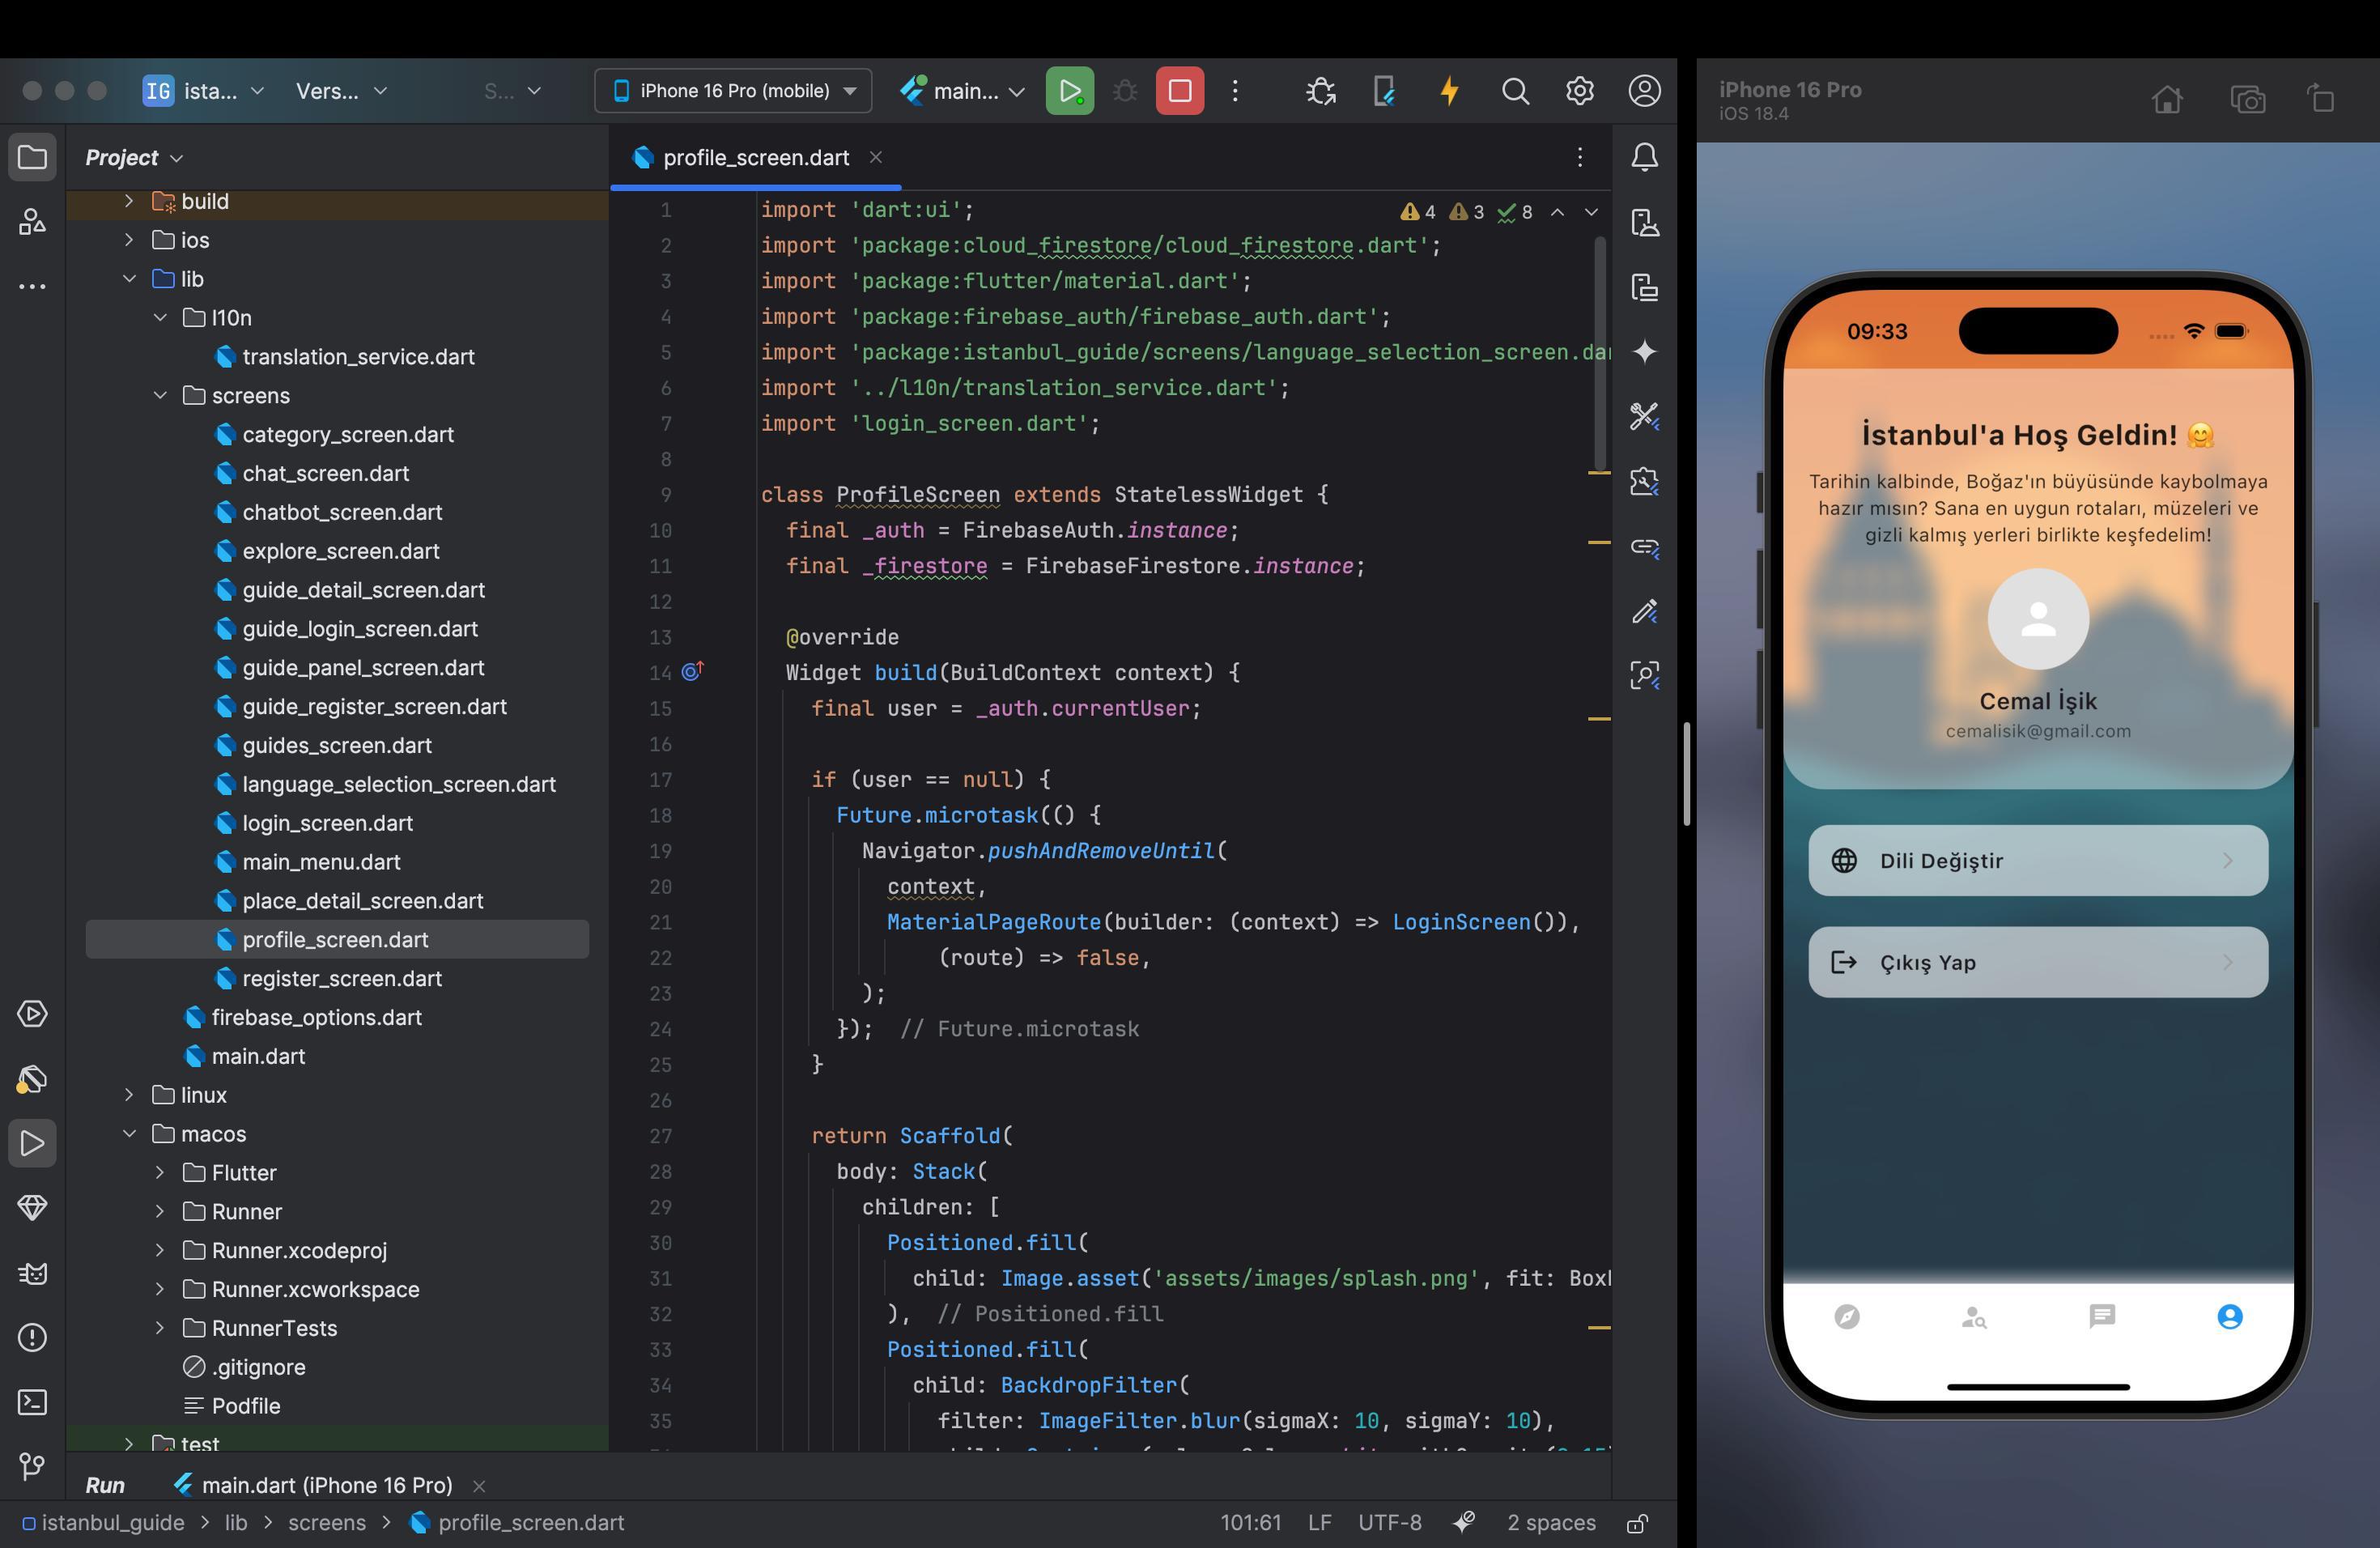 IG ista...
Vers...
S...
iPhone 16 Pro (mobile)
main...
Project
build
ios
lib
l10n
translation_service.dart
screens
category_screen.dart
chat_screen.dart
chatbot_screen.dart
explore_screen.dart
guide_detail_screen.dart
guide_login_screen.dart
guide_panel_screen.dart
guide_register_screen.dart
guides_screen.dart
language_selection_screen.dart
login_screen.dart
main_menu.dart
place_detail_screen.dart
profile_screen.dart
register_screen.dart
firebase_options.dart
main.dart
linux
macos
Flutter
Runner
Runner.xcodeproj
Runner.xcworkspace
RunnerTests
.gitignore
Podfile
test
profile_screen.dart
4 3 8
1 import 'dart:ui';
2 import 'package:cloud_firestore/cloud_firestore.dart';
3 import 'package:flutter/material.dart';
4 import 'package:firebase_auth/firebase_auth.dart';
5 import 'package:istanbul_guide/screens/language_selection_screen.dar
6 import '../l10n/translation_service.dart';
7 import 'login_screen.dart';
8
9 class ProfileScreen extends StatelessWidget {
10 final _auth = FirebaseAuth.instance;
11 final _firestore = FirebaseFirestore.instance;
12
13 @override
14 Widget build(BuildContext context) {
15 final user = _auth.currentUser;
16
17 if (user == null) {
18 Future.microtask(() {
19 Navigator.pushAndRemoveUntil(
20 context,
21 MaterialPageRoute(builder: (context) => LoginScreen()),
22 (route) => false,
23 );
24 }); // Future.microtask
25 }
26
27 return Scaffold(
28 body: Stack(
29 children: [
30 Positioned.fill(
31 child: Image.asset('assets/images/splash.png', fit: Box
32 ), // Positioned.fill
33 Positioned.fill(
34 child: BackdropFilter(
35 filter: ImageFilter.blur(sigmaX: 10, sigmaY: 10),
Run main.dart (iPhone 16 Pro)
istanbul_guide > lib > screens > profile_screen.dart
101:61 LF UTF-8 2 spaces
iPhone 16 Pro
iOS 18.4
09:33
İstanbul'a Hoş Geldin! 🤗
Tarihin kalbinde, Boğaz'ın büyüsünde kaybolmaya
hazır mısın? Sana en uygun rotaları, müzeleri ve
gizli kalmış yerleri birlikte keşfedelim!
Cemal İşik
cemalisik@gmail.com
Dili Değiştir
Çıkış Yap